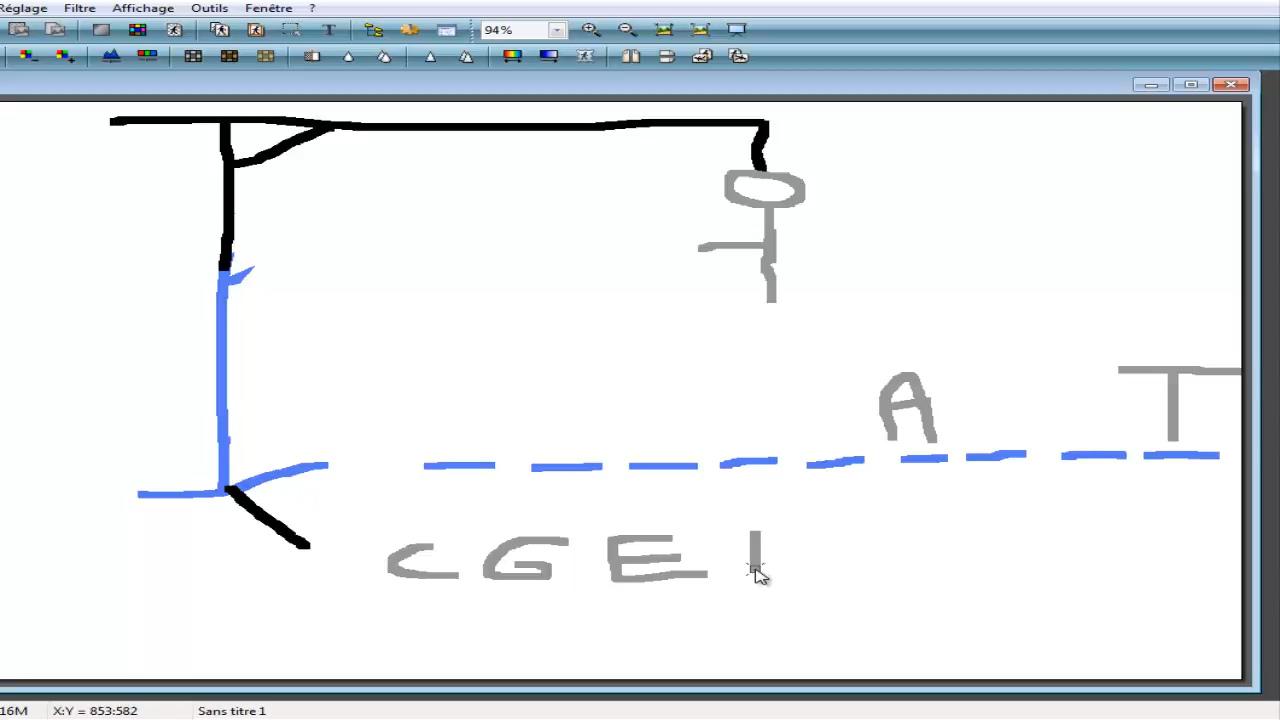 Réglage Filtre Affichage Outils Fenêtre ?
94%
A T
C G E I
16M X:Y = 853:582 Sans titre 1